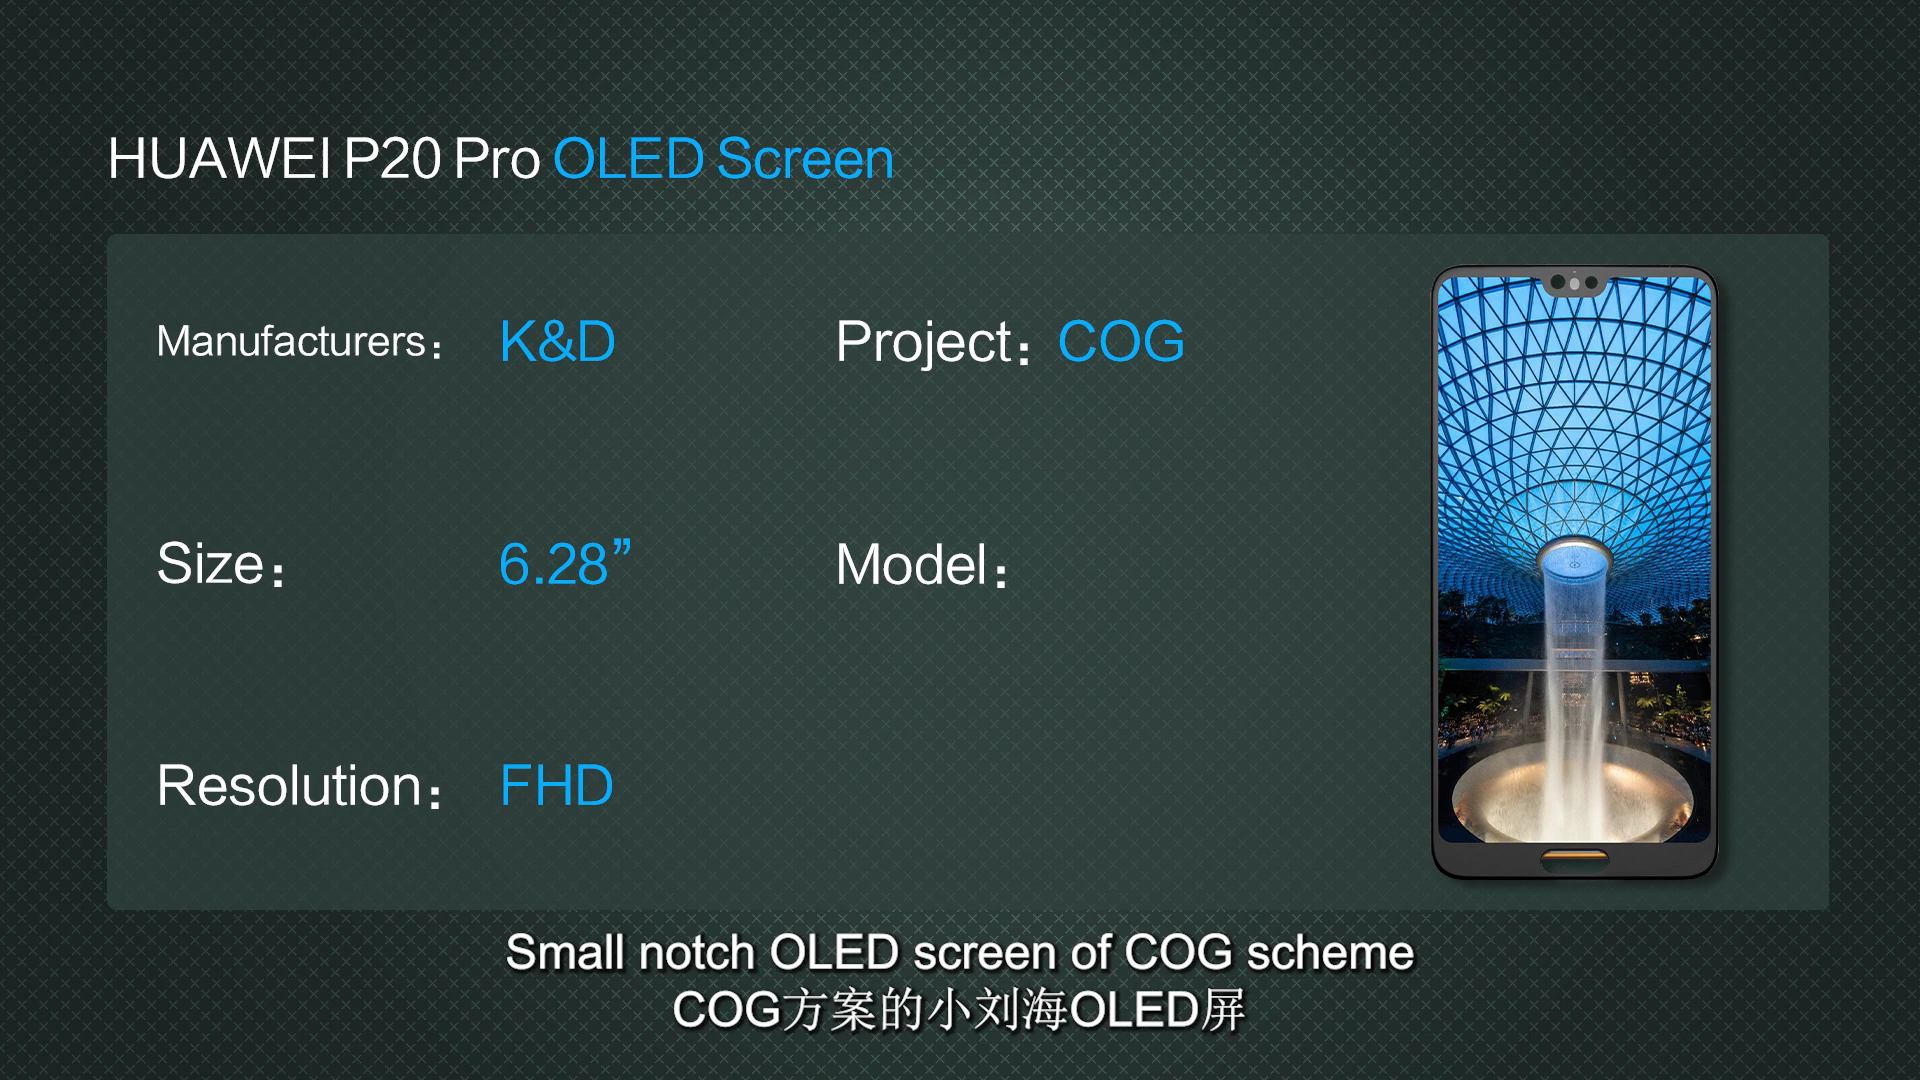 HUAWEI P20 Pro OLED Screen
Manufacturers： K&D
Project：COG
Size： 6.28”
Model：
Resolution： FHD
Small notch OLED screen of COG scheme
COG方案的小刘海OLED屏